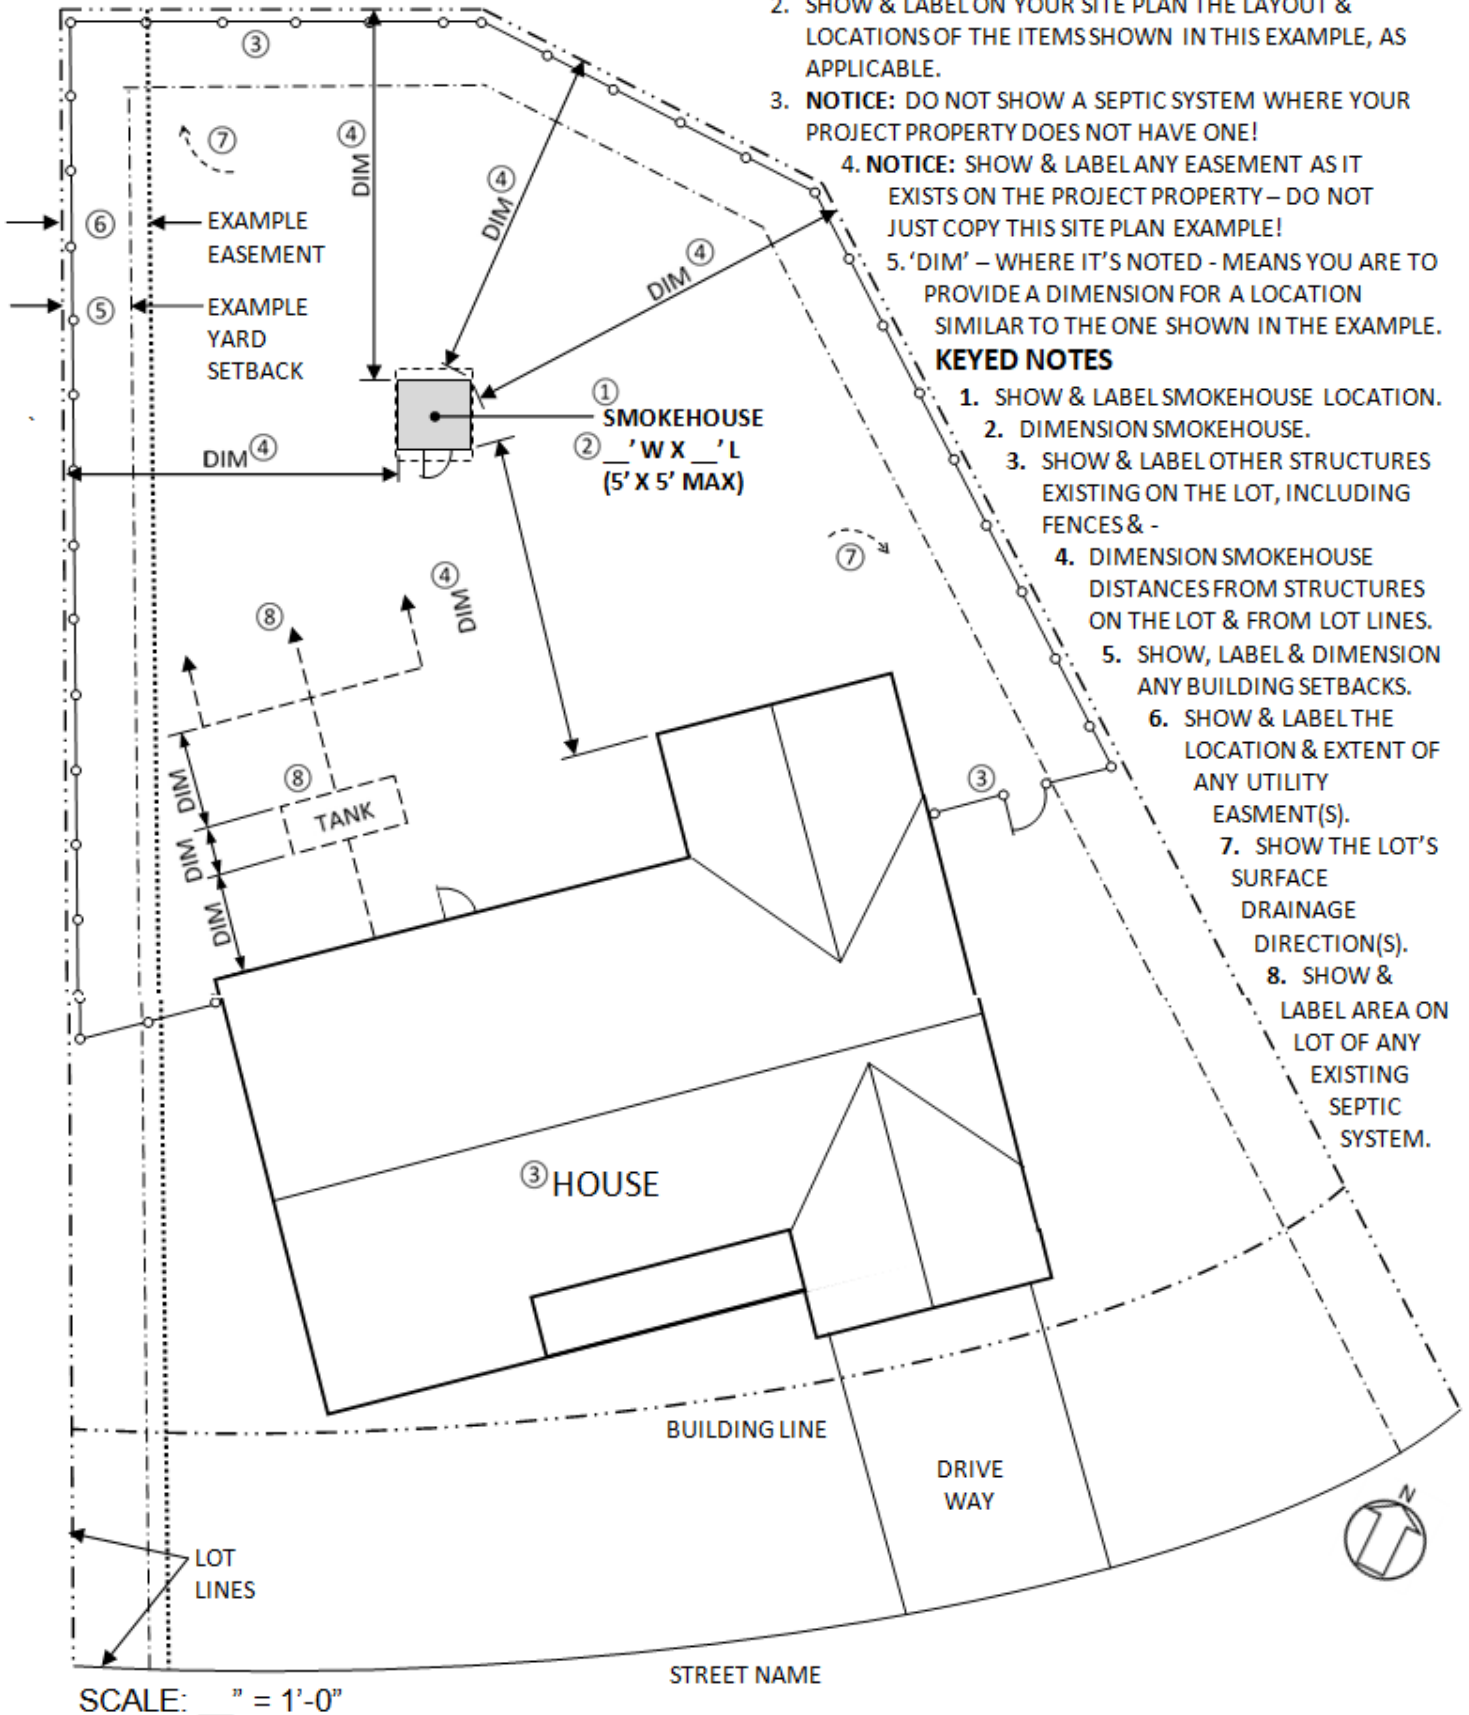 2. SHOW & LABEL ON YOUR SITE PLAN THE LAYOUT &
LOCATIONS OF THE ITEMS SHOWN IN THIS EXAMPLE, AS
APPLICABLE.
3. NOTICE: DO NOT SHOW A SEPTIC SYSTEM WHERE YOUR
PROJECT PROPERTY DOES NOT HAVE ONE!
4. NOTICE: SHOW & LABEL ANY EASEMENT AS IT
EXISTS ON THE PROJECT PROPERTY – DO NOT
JUST COPY THIS SITE PLAN EXAMPLE!
5. 'DIM' – WHERE IT'S NOTED - MEANS YOU ARE TO
PROVIDE A DIMENSION FOR A LOCATION
SIMILAR TO THE ONE SHOWN IN THE EXAMPLE.
KEYED NOTES
1. SHOW & LABEL SMOKEHOUSE LOCATION.
2. DIMENSION SMOKEHOUSE.
3. SHOW & LABEL OTHER STRUCTURES
EXISTING ON THE LOT, INCLUDING
FENCES & -
4. DIMENSION SMOKEHOUSE
DISTANCES FROM STRUCTURES
ON THE LOT & FROM LOT LINES.
5. SHOW, LABEL & DIMENSION
ANY BUILDING SETBACKS.
6. SHOW & LABEL THE
LOCATION & EXTENT OF
ANY UTILITY
EASMENT(S).
7. SHOW THE LOT'S
SURFACE
DRAINAGE
DIRECTION(S).
8. SHOW &
LABEL AREA ON
LOT OF ANY
EXISTING
SEPTIC
SYSTEM.
③
⑦
DIM ④
DIM ④
DIM ④
⑥
EXAMPLE
EASEMENT
⑤
EXAMPLE
YARD
SETBACK
①
SMOKEHOUSE
② __' W X __' L
(5' X 5' MAX)
DIM ④
⑦
DIM ④
⑧
⑧
TANK
DIM
DIM
DIM
③
③ HOUSE
BUILDING LINE
DRIVE
WAY
N
LOT
LINES
STREET NAME
SCALE: __" = 1'-0"